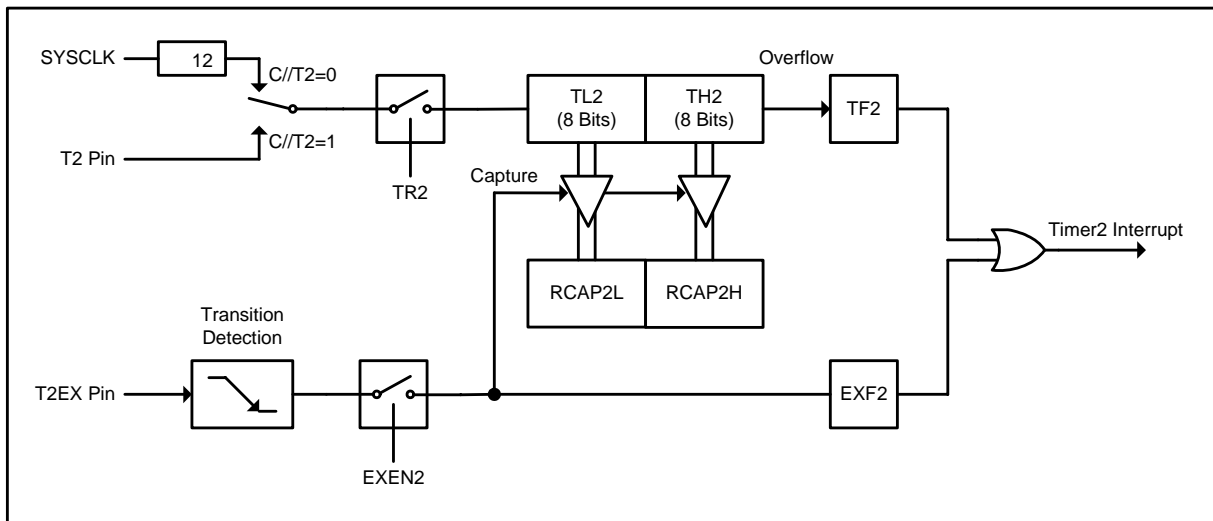 SYSCLK
12
C//T2=0
C//T2=1
T2 Pin
TR2
TL2
(8 Bits)
TH2
(8 Bits)
Overflow
TF2
Capture
RCAP2L
RCAP2H
Timer2 Interrupt
Transition
Detection
T2EX Pin
EXEN2
EXF2